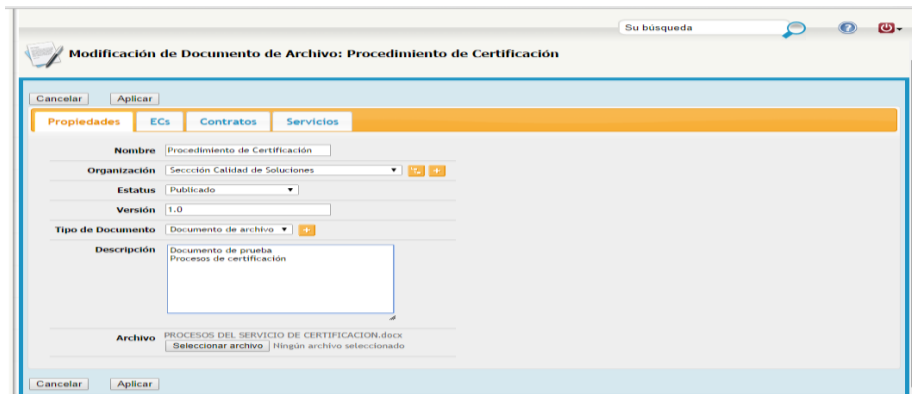 Su búsqueda
Modificación de Documento de Archivo: Procedimiento de Certificación
Cancelar Aplicar
Propiedades ECs Contratos Servicios
Nombre Procedimiento de Certificación
Organización Seccción Calidad de Soluciones
Estatus Publicado
Versión 1.0
Tipo de Documento Documento de archivo
Descripción Documento de prueba
Procesos de certificación
Archivo PROCESOS DEL SERVICIO DE CERTIFICACION.docx
Seleccionar archivo Ningún archivo seleccionado
Cancelar Aplicar